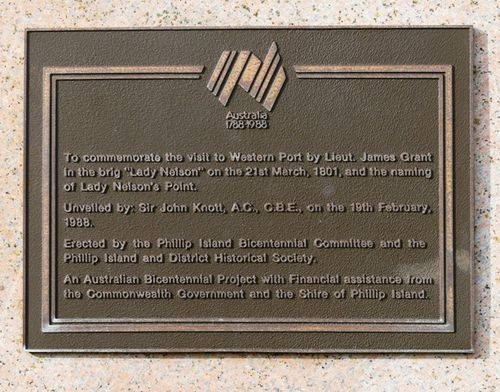 Australia
1788-1988
To commemorate the visit to Western Port by Lieut. James Grant
in the brig "Lady Nelson" on the 21st March, 1801, and the naming
of Lady Nelson's Point.
Unveiled by: Sir John Knott, A.C., C.B.E., on the 19th February,
1988.
Erected by the Phillip Island Bicentennial Committee and the
Phillip Island and District Historical Society.
An Australian Bicentennial Project with Financial assistance from
the Commonwealth Government and the Shire of Phillip Island.